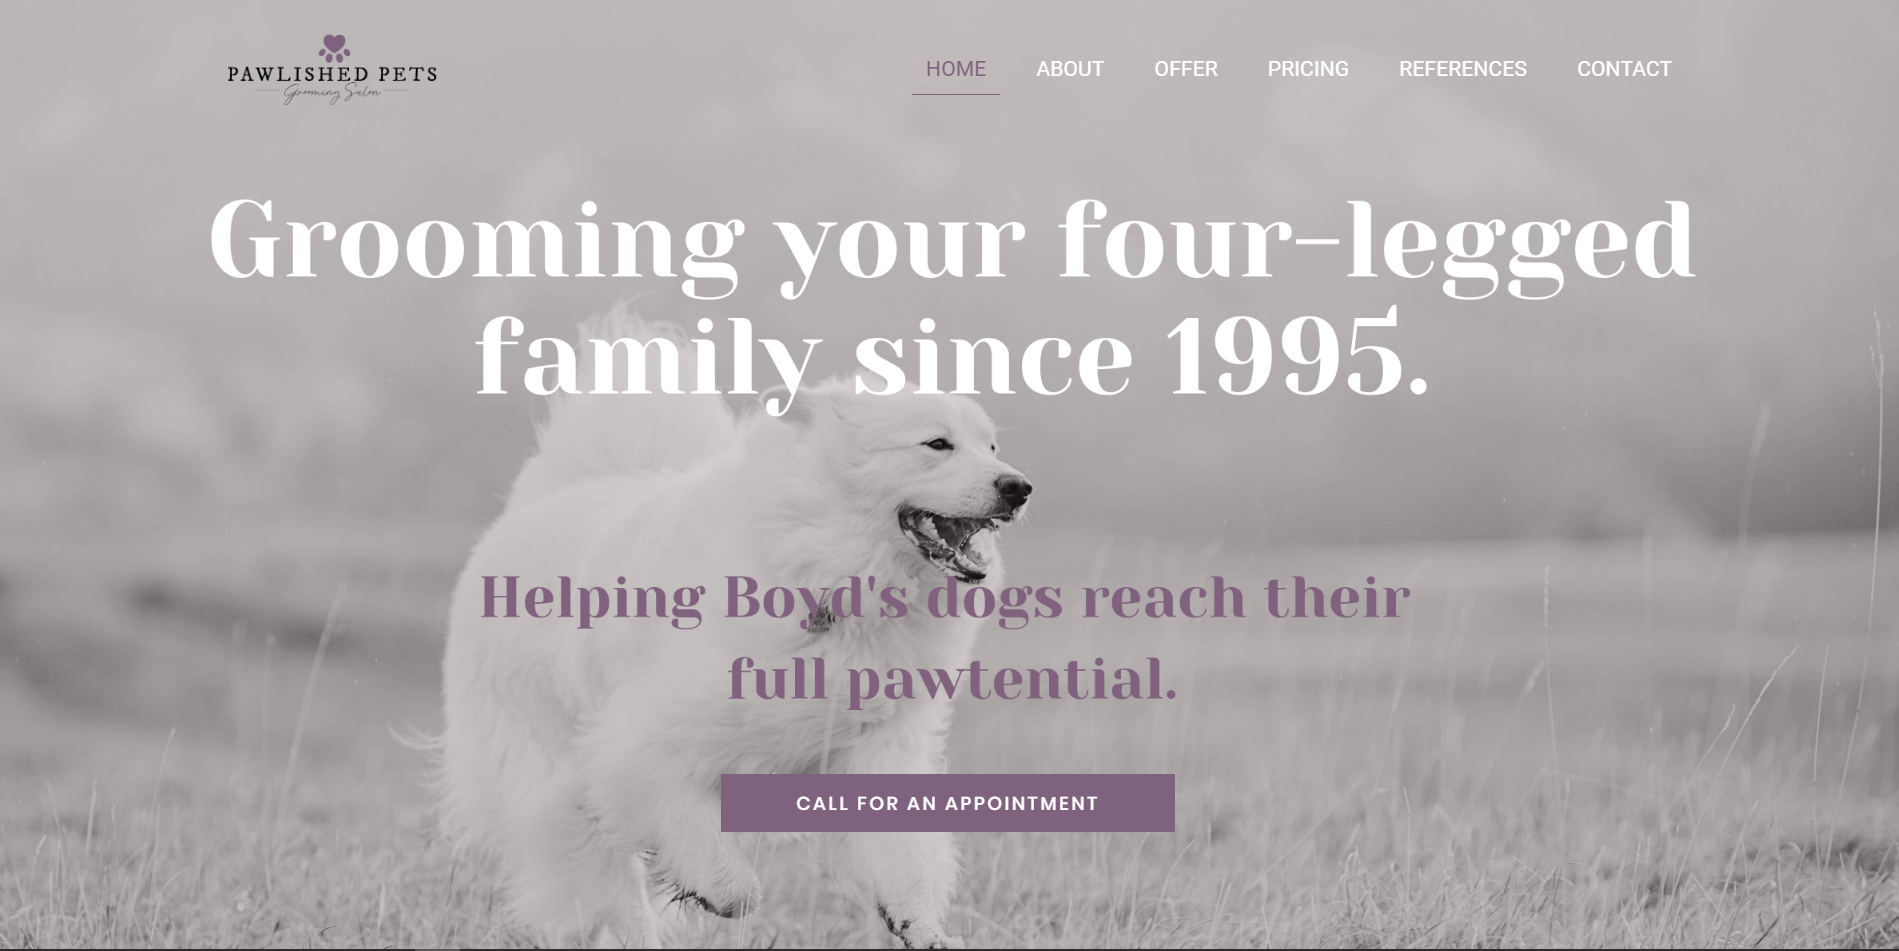 PAWLISHED PETS
Grooming Salon
HOME ABOUT OFFER PRICING REFERENCES CONTACT
Grooming your four-legged
family since 1995.
Helping Boyd's dogs reach their
full pawtential.
CALL FOR AN APPOINTMENT